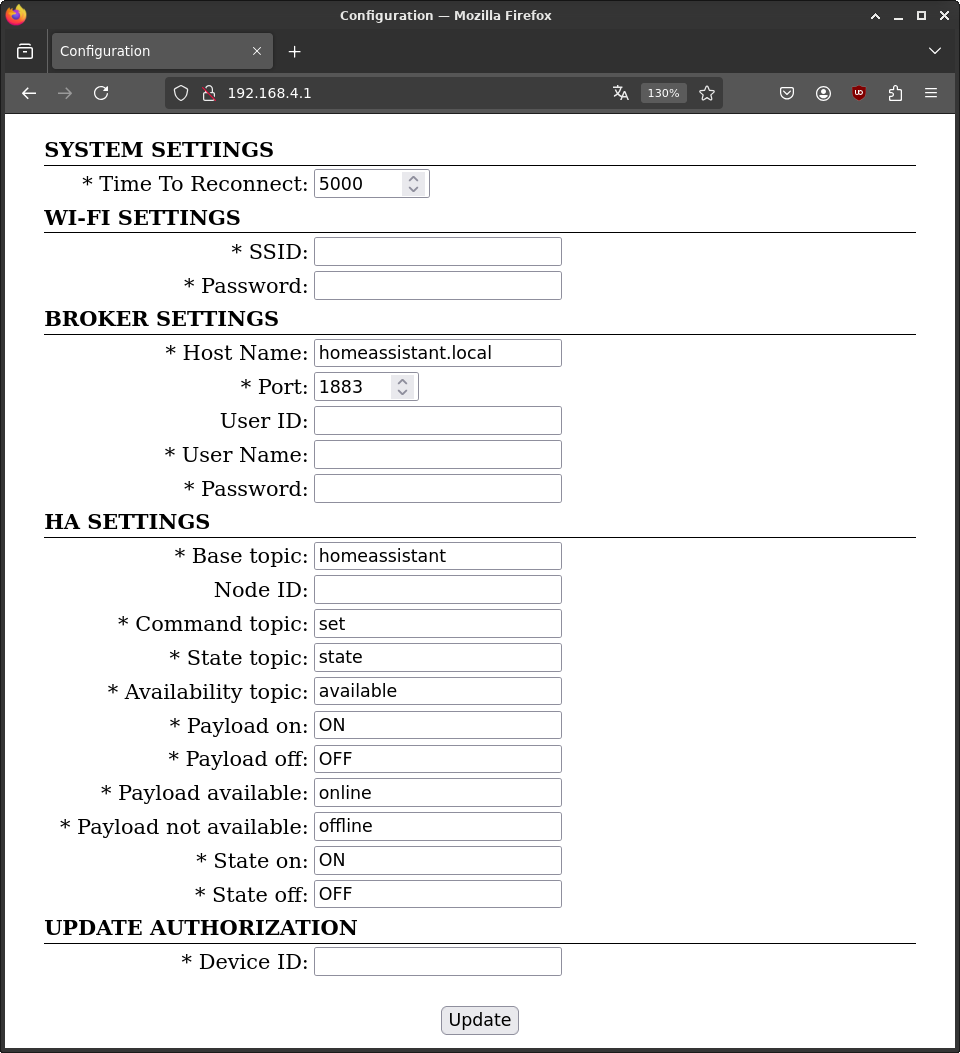 Configuration — Mozilla Firefox
Configuration
192.168.4.1
130%
SYSTEM SETTINGS
* Time To Reconnect: 5000
WI-FI SETTINGS
* SSID:
* Password:
BROKER SETTINGS
* Host Name: homeassistant.local
* Port: 1883
User ID:
* User Name:
* Password:
HA SETTINGS
* Base topic: homeassistant
Node ID:
* Command topic: set
* State topic: state
* Availability topic: available
* Payload on: ON
* Payload off: OFF
* Payload available: online
* Payload not available: offline
* State on: ON
* State off: OFF
UPDATE AUTHORIZATION
* Device ID:
Update